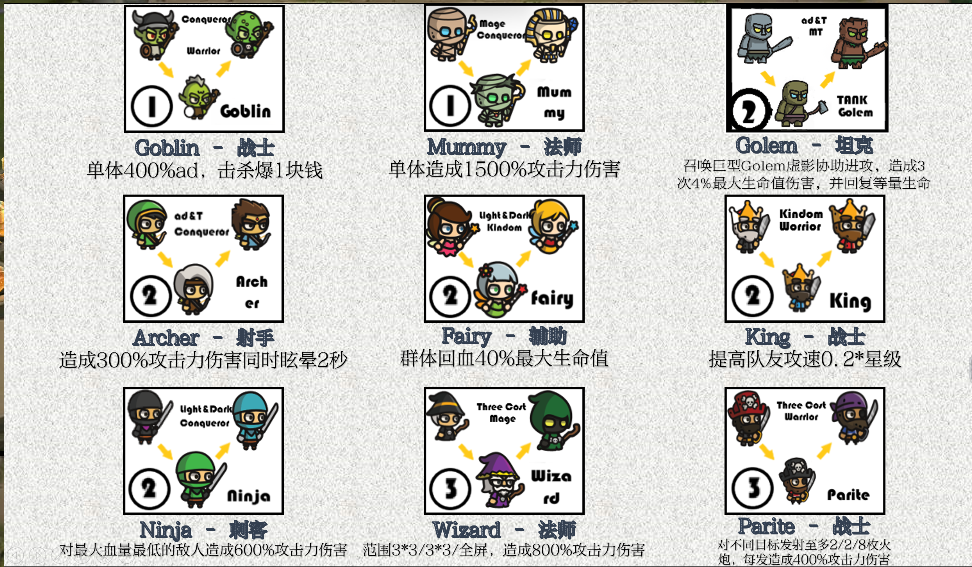 Conqueror
Warrior
1
Goblin
Goblin - 战士
单体400%ad，击杀爆1块钱
Mage
Conqueror
1
Mum
my
Mummy - 法师
单体造成1500%攻击力伤害
ad&T
MT
2
TANK
Golem
Golem - 坦克
召唤巨型Golem虚影协助进攻，造成3
次4%最大生命值伤害，并回复等量生命
ad&T
Conqueror
2
Arch
er
Archer - 射手
造成300%攻击力伤害同时眩晕2秒
Light&Dark
Kindom
2
fairy
Fairy - 辅助
群体回血40%最大生命值
Kindom
Worrior
2
King
King - 战士
提高队友攻速0.2*星级
Light&Dark
Conqueror
2
Ninja
Ninja - 刺客
对最大血量最低的敌人造成600%攻击力伤害
Three Cost
Mage
3
Wiza
rd
Wizard - 法师
范围3*3/3*3/全屏，造成800%攻击力伤害
Three Cost
Warrior
3
Parite
Parite - 战士
对不同目标发射至多2/2/8枚火
炮，每发造成400%攻击力伤害